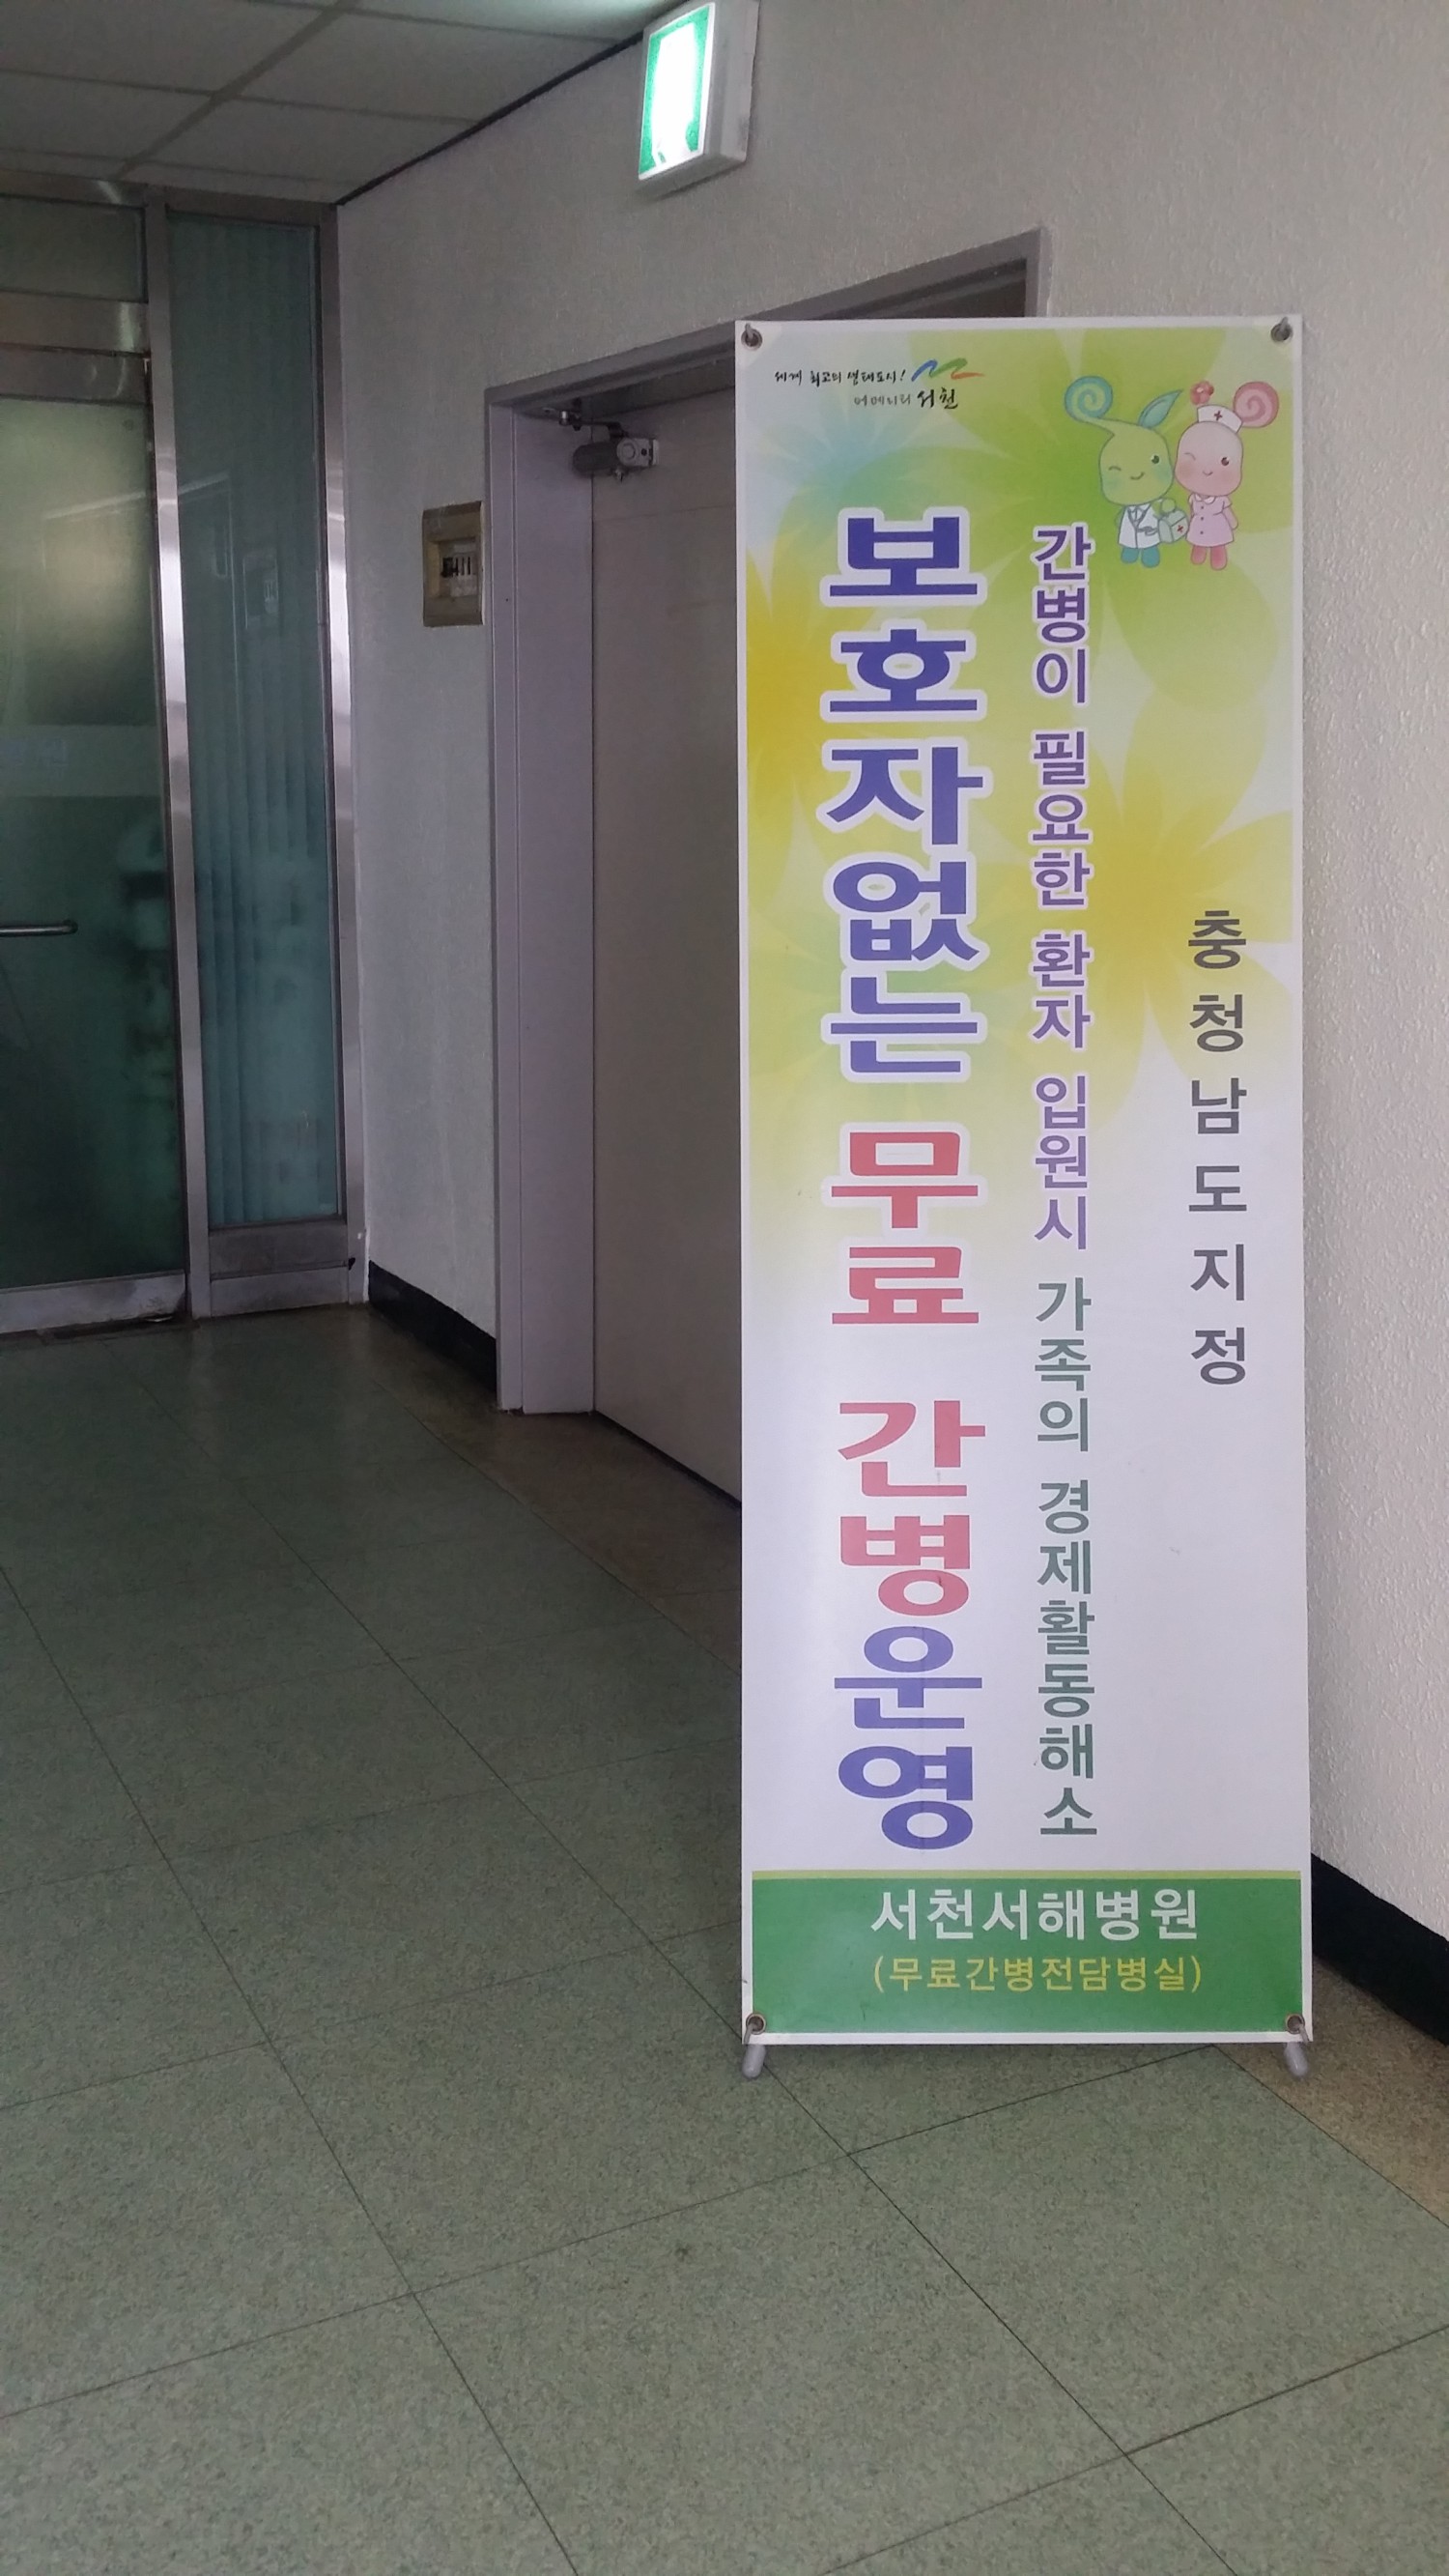 세계 최고의 생태도시!
어메니티 서천
충청남도지정
간병이 필요한 환자 입원시 가족의 경제활동해소
보호자없는 무료 간병운영
서천서해병원
(무료간병전담병실)